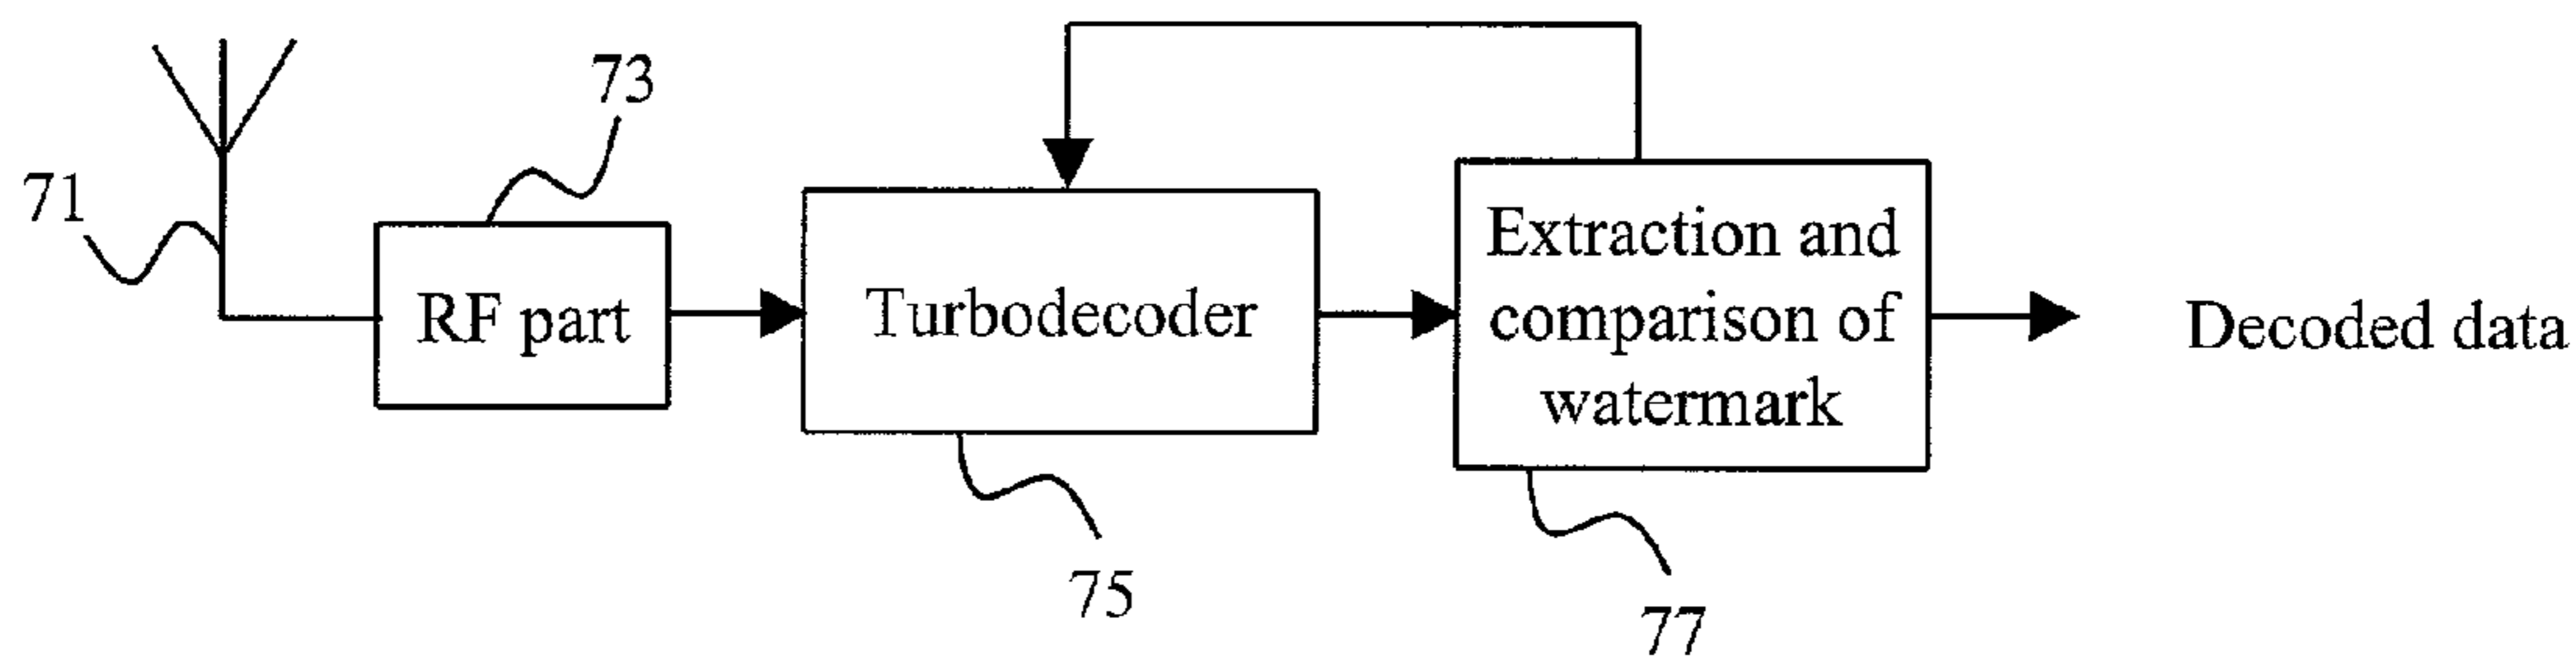 73
71
RF part
Turbodecoder
Extraction and
comparison of
watermark
Decoded data
75
77